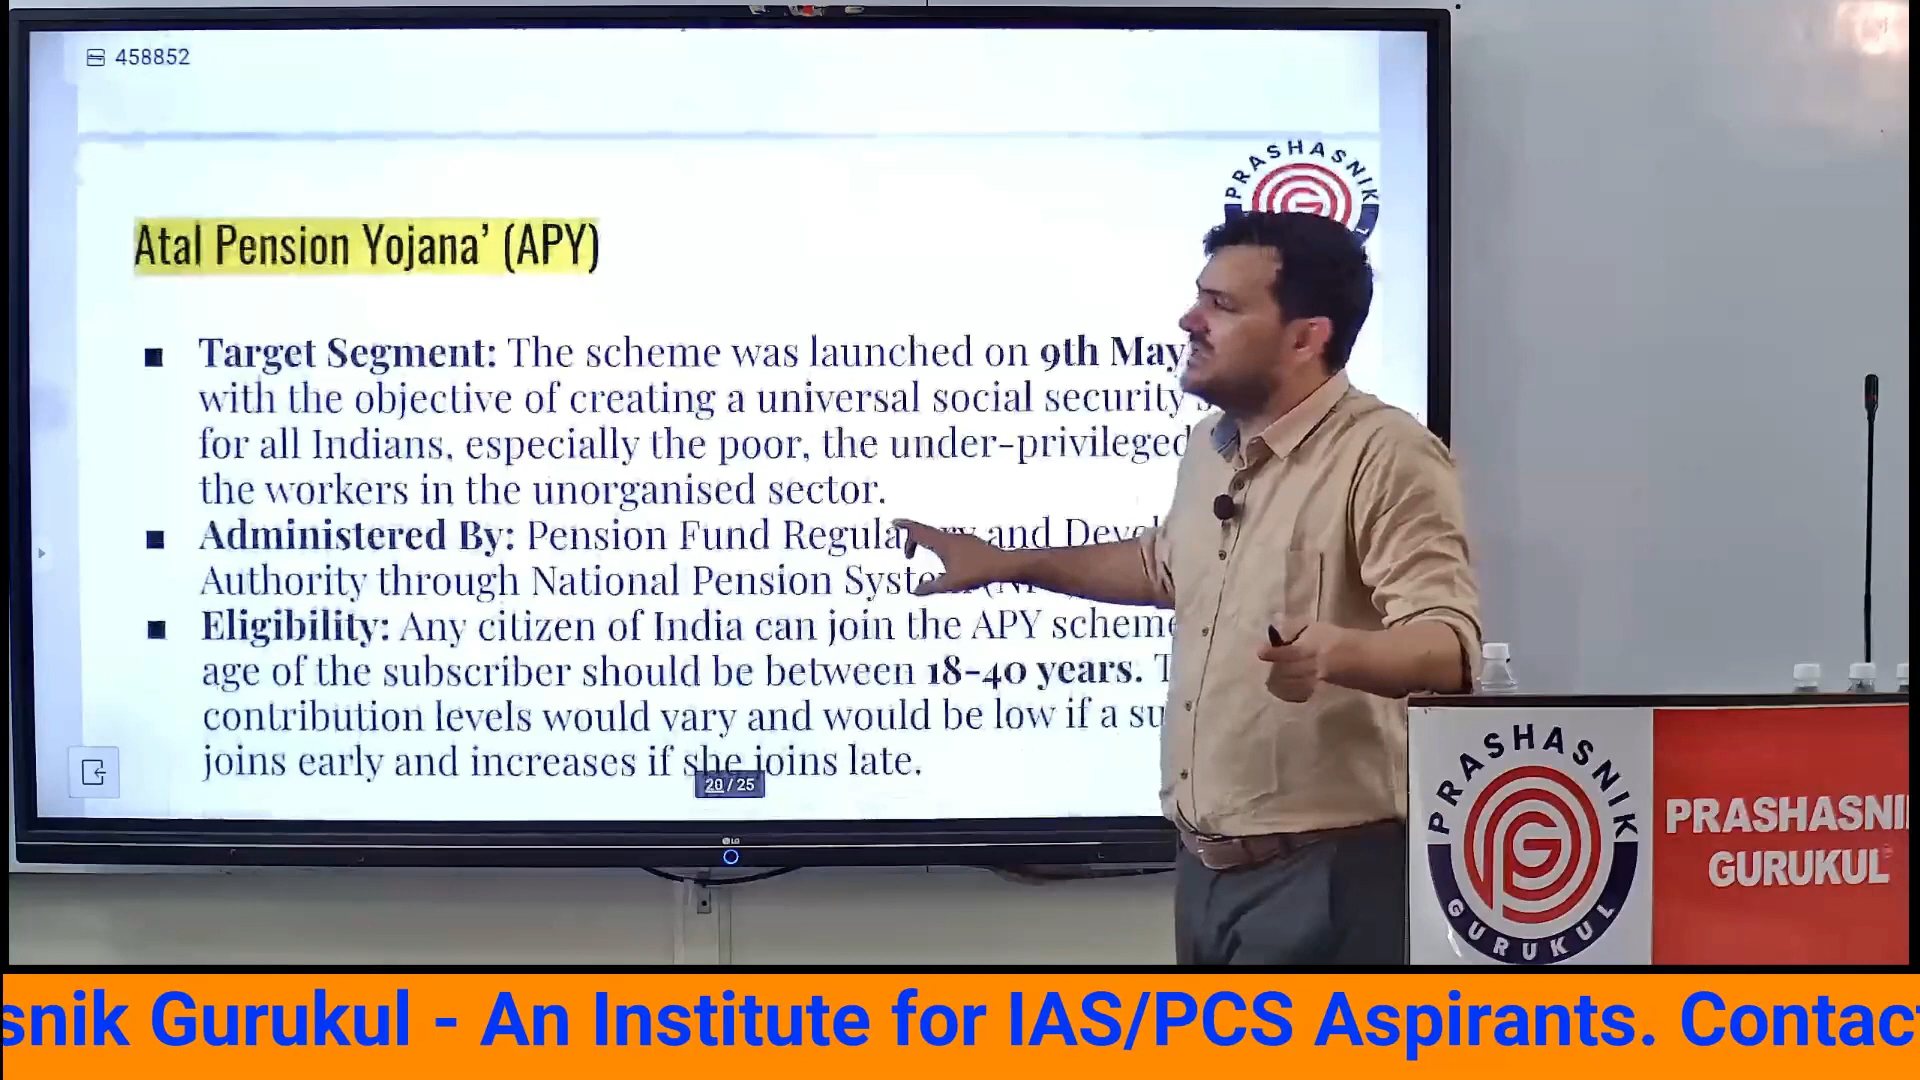 458852
PRASHASNIK
Atal Pension Yojana’ (APY)
■ Target Segment: The scheme was launched on 9th May
with the objective of creating a universal social security
for all Indians, especially the poor, the under-privileged
the workers in the unorganised sector.
■ Administered By: Pension Fund and
Authority through National Pension
■ Eligibility: Any citizen of India can join the APY scheme
age of the subscriber should be between 18-40 years.
contribution levels would vary and would be low if a su
joins early and increases if she joins late.
20 / 25
LG
PRASHASNIK
GURUKUL
PRASHASNI
GURUKUL
snik Gurukul - An Institute for IAS/PCS Aspirants. Contac